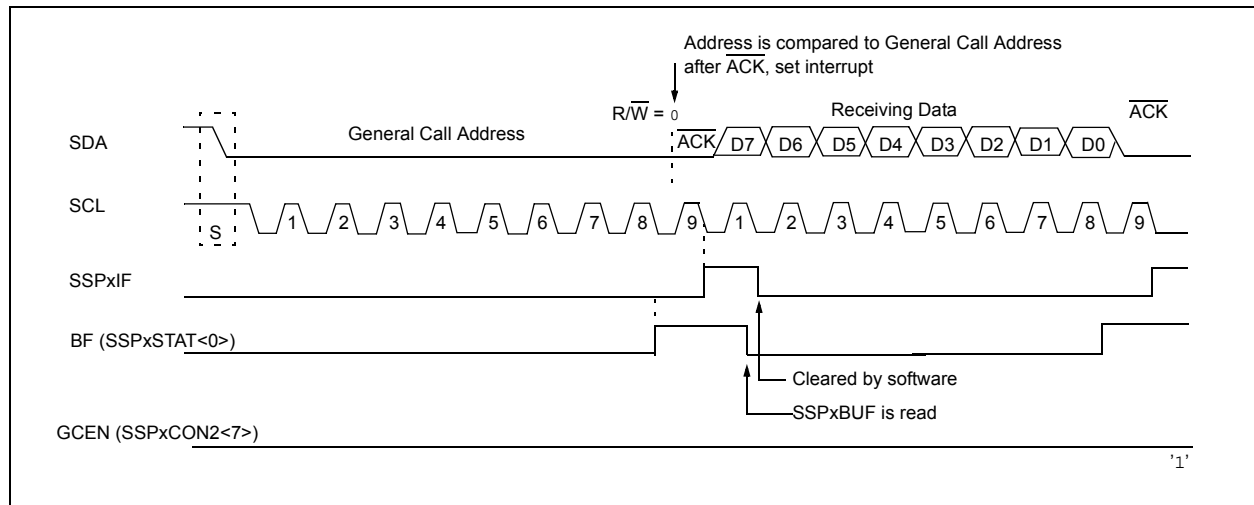 Address is compared to General Call Address
after ACK, set interrupt
R/W = 0
Receiving Data
ACK
SDA
General Call Address
ACK
D7 D6 D5 D4 D3 D2 D1 D0
SCL
S
1 2 3 4 5 6 7 8 9 1 2 3 4 5 6 7 8 9
SSPxIF
BF (SSPxSTAT<0>)
Cleared by software
SSPxBUF is read
GCEN (SSPxCON2<7>)
'1'